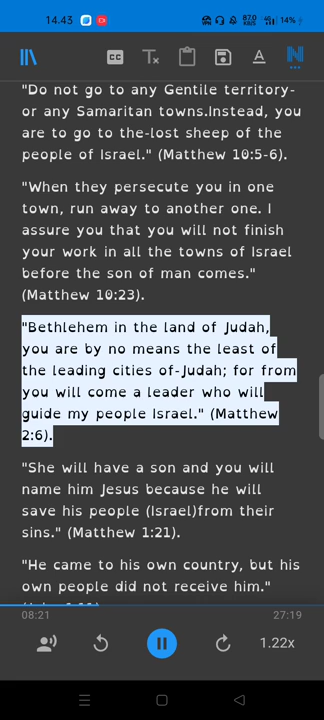 14.43
87.0 KB/S
4G
14%
CC
T×
A
N
"Do not go to any Gentile territory-
or any Samaritan towns.Instead, you
are to go to the-lost sheep of the
people of Israel." (Matthew 10:5-6).
"When they persecute you in one
town, run away to another one. I
assure you that you will not finish
your work in all the towns of Israel
before the son of man comes."
(Matthew 10:23).
"Bethlehem in the land of Judah,
you are by no means the least of
the leading cities of-Judah; for from
you will come a leader who will
guide my people Israel." (Matthew
2:6).
"She will have a son and you will
name him Jesus because he will
save his people (Israel)from their
sins." (Matthew 1:21).
"He came to his own country, but his
own people did not receive him."
08:21
27:19
1.22x